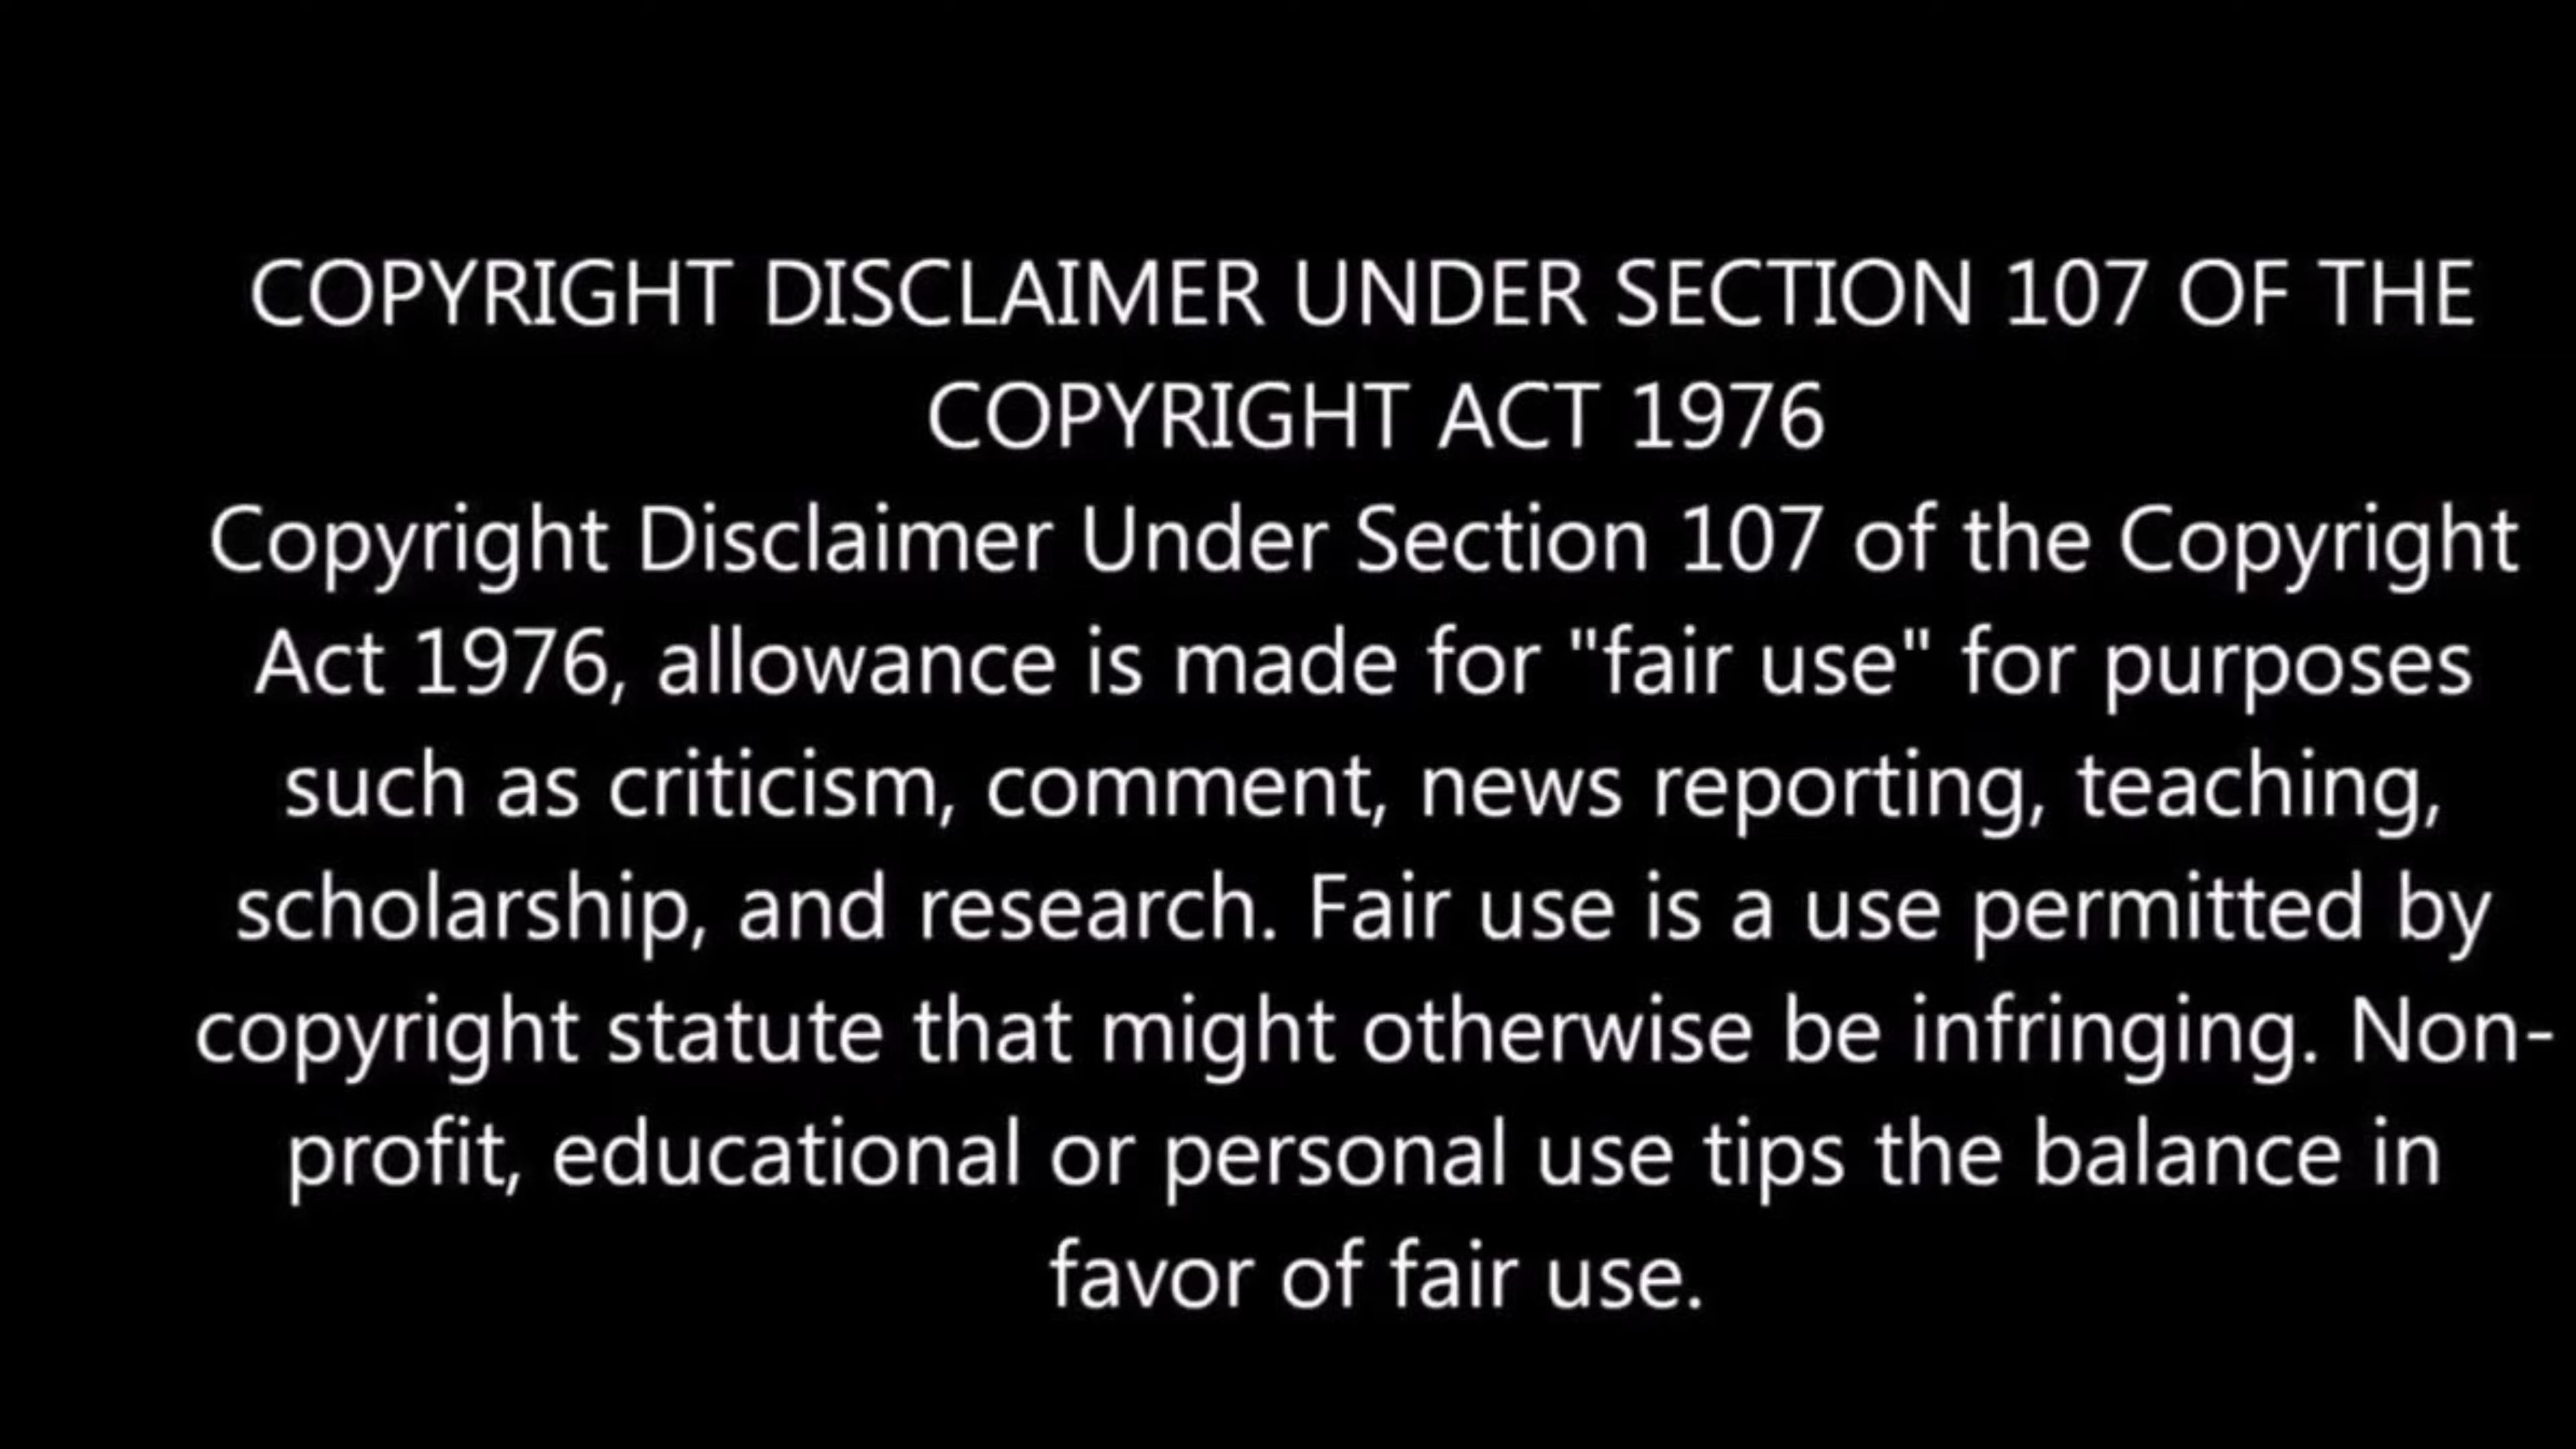 COPYRIGHT DISCLAIMER UNDER SECTION 107 OF THE
COPYRIGHT ACT 1976
Copyright Disclaimer Under Section 107 of the Copyright
Act 1976, allowance is made for "fair use" for purposes
such as criticism, comment, news reporting, teaching,
scholarship, and research. Fair use is a use permitted by
copyright statute that might otherwise be infringing. Non-
profit, educational or personal use tips the balance in
favor of fair use.